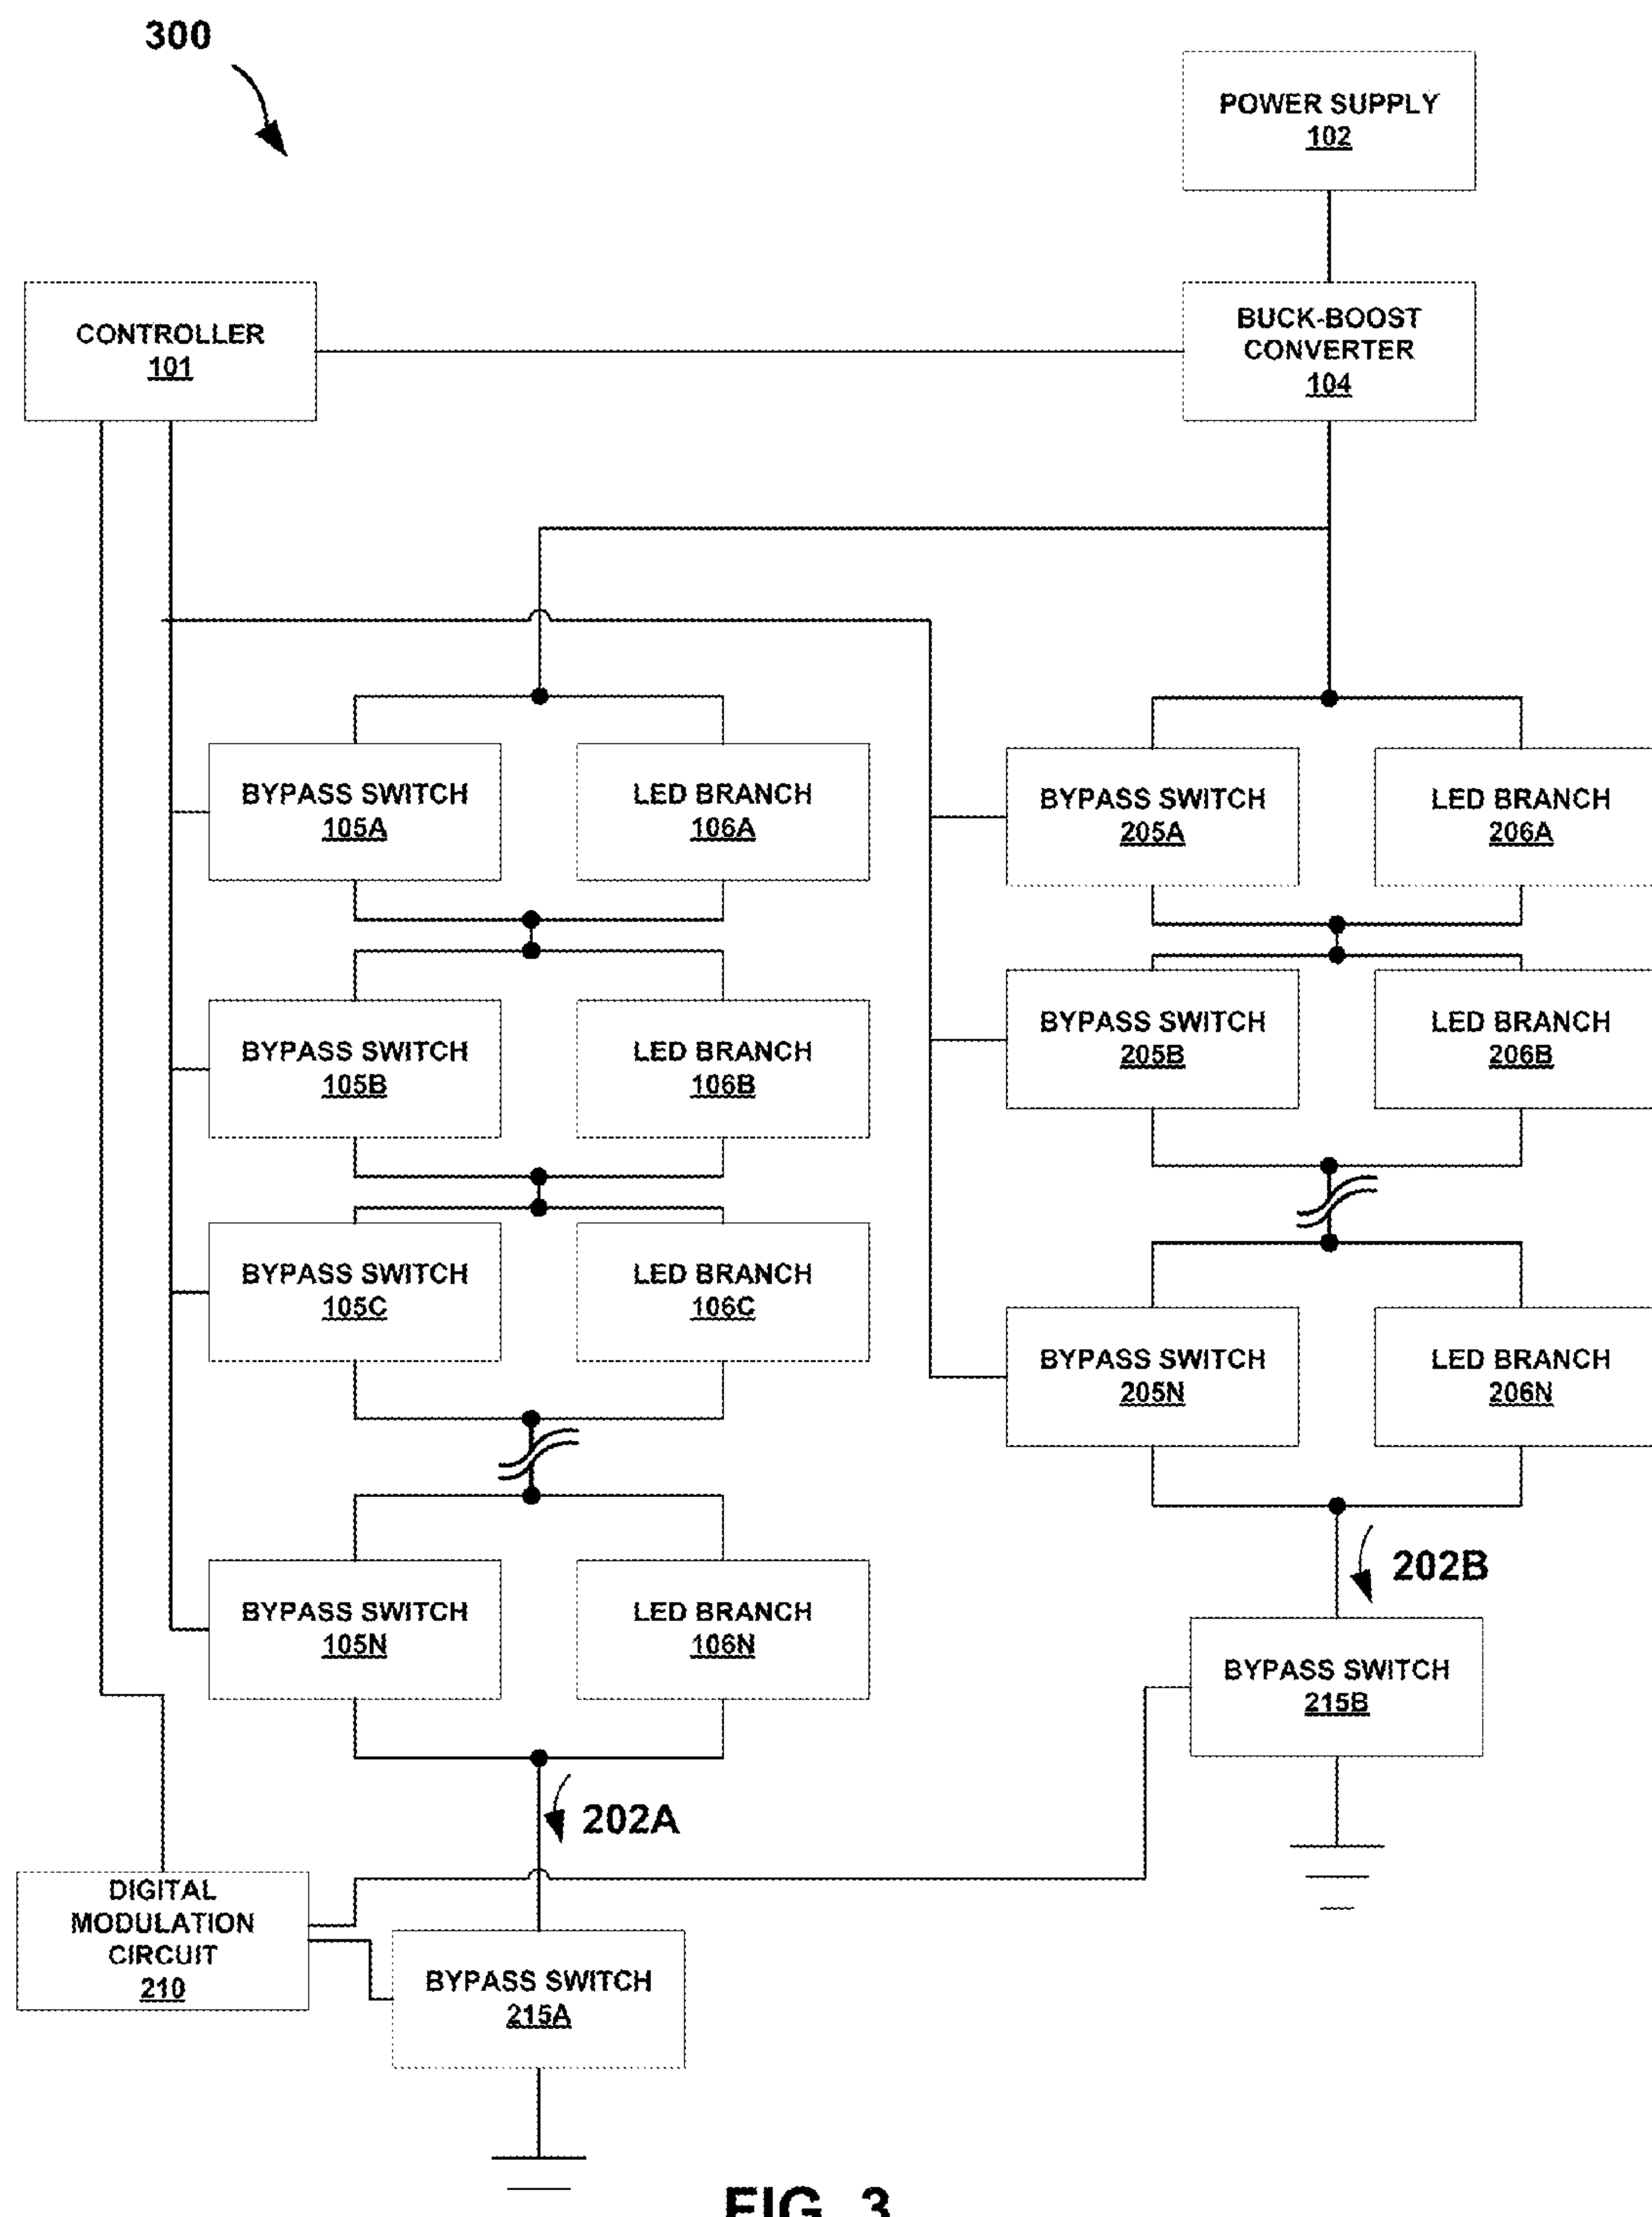 300
POWER SUPPLY
102
CONTROLLER
101
BUCK-BOOST
CONVERTER
104
BYPASS SWITCH
105A
LED BRANCH
106A
BYPASS SWITCH
205A
LED BRANCH
206A
BYPASS SWITCH
105B
LED BRANCH
106B
BYPASS SWITCH
205B
LED BRANCH
206B
BYPASS SWITCH
105C
LED BRANCH
106C
BYPASS SWITCH
205N
LED BRANCH
206N
BYPASS SWITCH
105N
LED BRANCH
106N
202B
BYPASS SWITCH
215B
202A
DIGITAL
MODULATION
CIRCUIT
210
BYPASS SWITCH
215A
FIG. 3